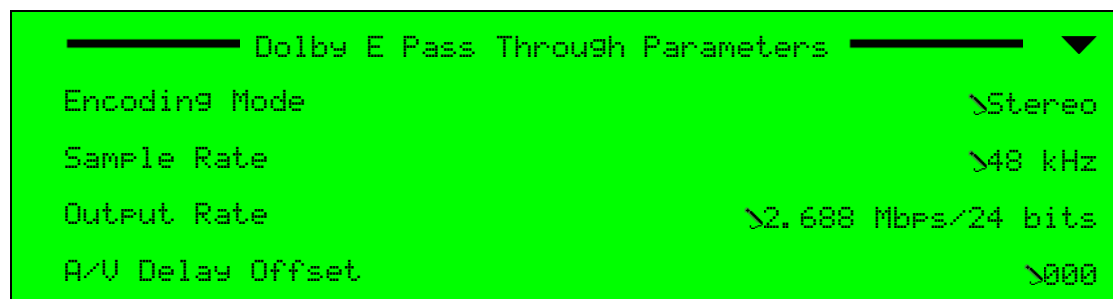 Dolby E Pass Through Parameters
Encoding Mode Stereo
Sample Rate 48 kHz
Output Rate 2.688 Mbps/24 bits
A/V Delay Offset 000